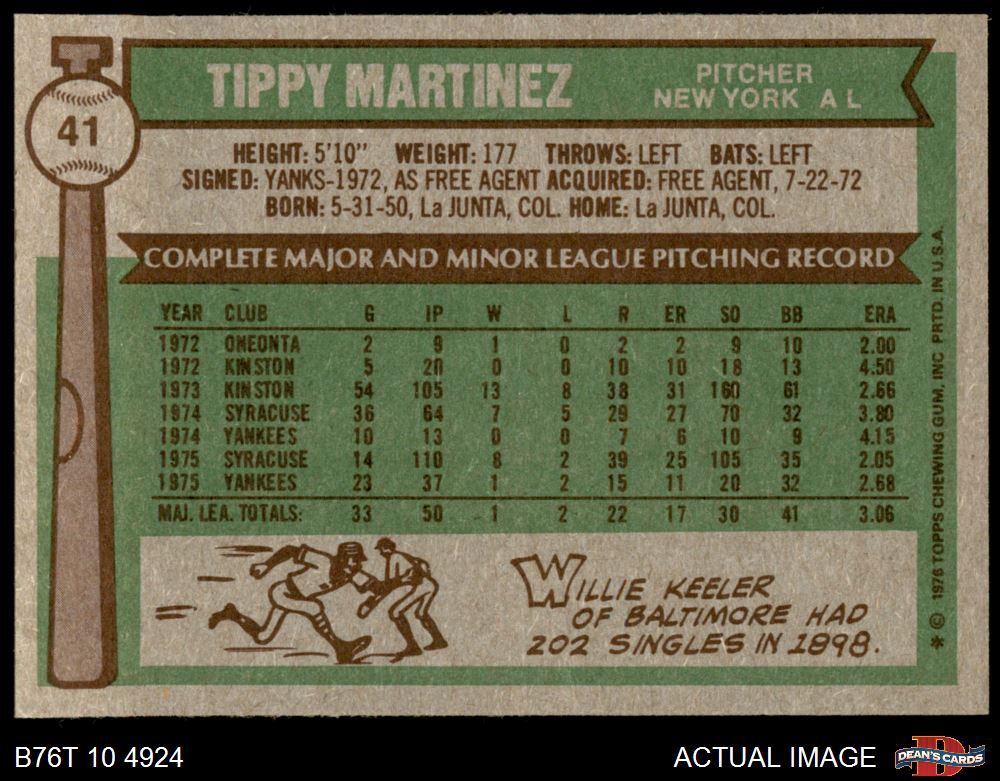 41
TIPPY MARTINEZ
PITCHER
NEW YORK A L
HEIGHT: 5'10" WEIGHT: 177 THROWS: LEFT BATS: LEFT
SIGNED: YANKS-1972, AS FREE AGENT ACQUIRED: FREE AGENT, 7-22-72
BORN: 5-31-50, La JUNTA, COL. HOME: La JUNTA, COL.
COMPLETE MAJOR AND MINOR LEAGUE PITCHING RECORD
YEAR CLUB G IP W L R ER SO BB ERA
1972 ONEONTA 2 9 1 0 2 2 9 10 2.00
1972 KINSTON 5 20 0 0 10 10 18 13 4.50
1973 KINSTON 54 105 13 8 38 31 160 61 2.66
1974 SYRACUSE 36 64 7 5 29 27 70 32 3.80
1974 YANKEES 10 13 0 0 7 6 10 9 4.15
1975 SYRACUSE 14 110 8 2 39 25 105 35 2.05
1975 YANKEES 23 37 1 2 15 11 20 32 2.68
MAJ. LEA. TOTALS: 33 50 1 2 22 17 30 41 3.06
WILLIE KEELER
OF BALTIMORE HAD
202 SINGLES IN 1898.
* © 1976 TOPPS CHEWING GUM, INC PRTD. IN U.S.A.
B76T 10 4924
ACTUAL IMAGE
D
DEAN'S CARDS